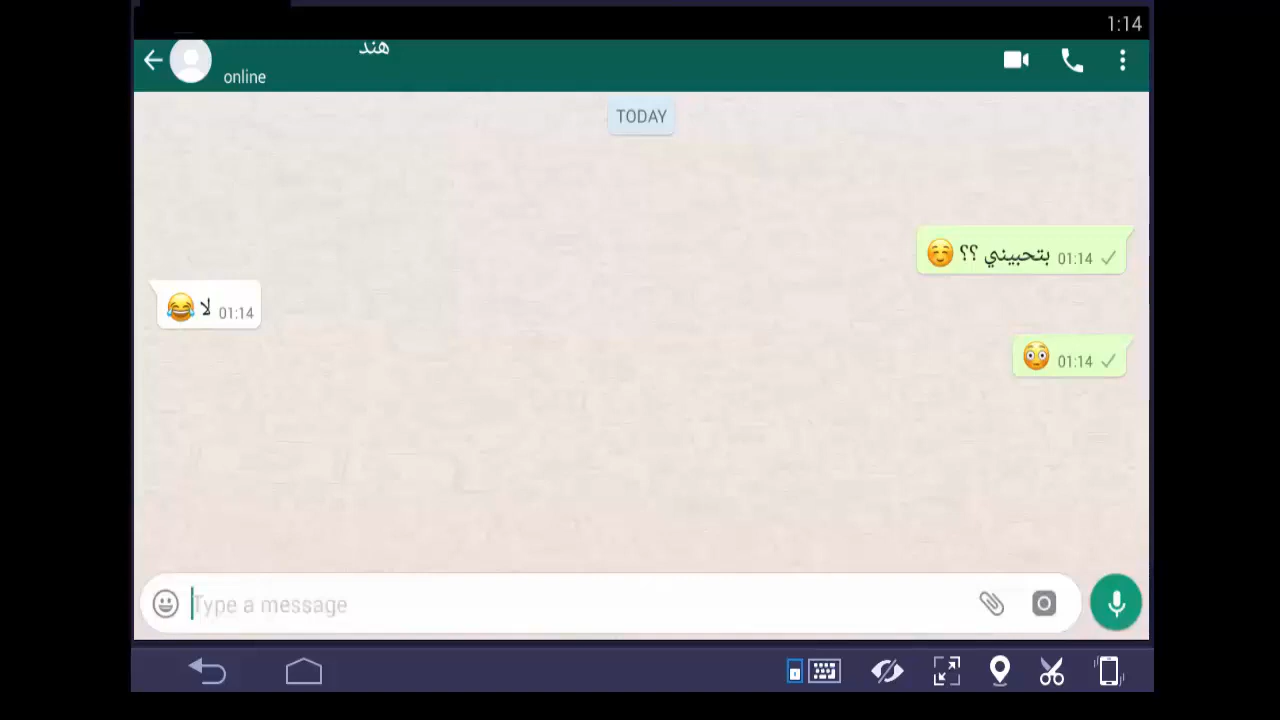 1:14
هند
online
TODAY
بتحبيني ؟؟ ☺️ 01:14
لا 😂 01:14
😳 01:14
Type a message